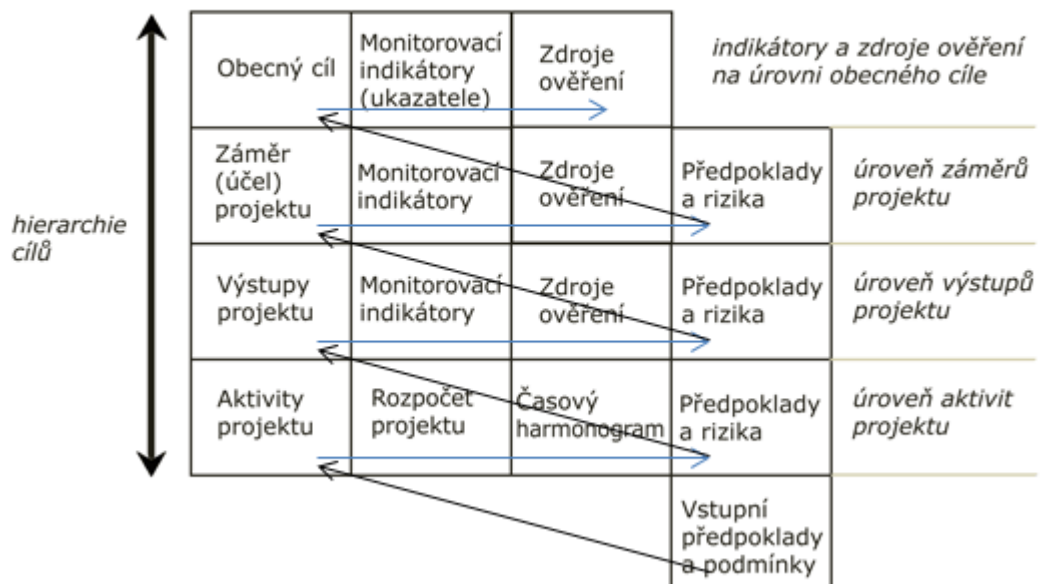 Obecný cíl
Monitorovací
indikátory
(ukazatele)
Zdroje
ověření
indikátory a zdroje ověření
na úrovni obecného cíle
Záměr
(účel)
projektu
Monitorovací
indikátory
Zdroje
ověření
Předpoklady
a rizika
úroveň záměrů
projektu
hierarchie
cílů
Výstupy
projektu
Monitorovací
indikátory
Zdroje
ověření
Předpoklady
a rizika
úroveň výstupů
projektu
Aktivity
projektu
Rozpočet
projektu
Časový
harmonogram
Předpoklady
a rizika
úroveň aktivit
projektu
Vstupní
předpoklady
a podmínky